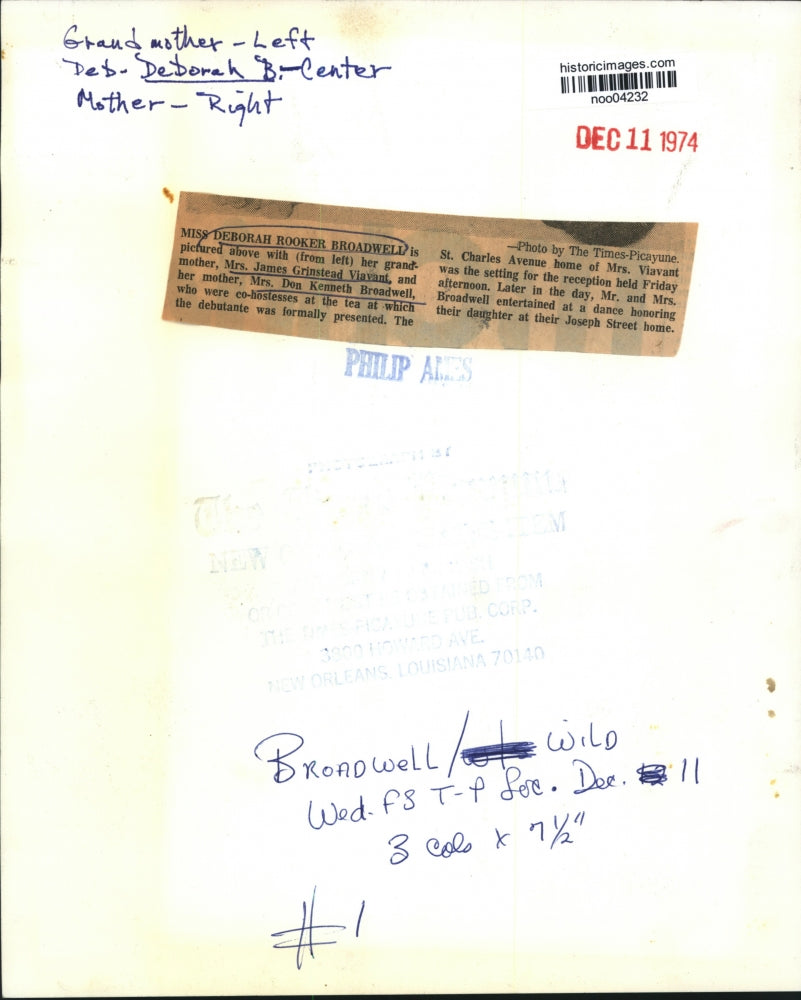 Grandmother - Left
Deb - Deborah B. - Center
Mother - Right
historicimages.com
noo04232
DEC 11 1974
MISS DEBORAH ROOKER BROADWELL is
pictured above with (from left) her grand-
mother, Mrs. James Grinstead Viavant, and
her mother, Mrs. Don Kenneth Broadwell,
who were co-hostesses at the tea at which
the debutante was formally presented. The
—Photo by The Times-Picayune.
St. Charles Avenue home of Mrs. Viavant
was the setting for the reception held Friday
afternoon. Later in the day, Mr. and Mrs.
Broadwell entertained at a dance honoring
their daughter at their Joseph Street home.
PHILIP AMES
PHOTOGRAPH BY
NEW
OBTAINED FROM
THE TIMES-PICAYUNE PUB. CORP.
3800 HOWARD AVE.
NEW ORLEANS, LOUISIANA 70140
BROADWELL / WILD
Wed. FS T-P Soc. Dec. 11
3 cols x 7 1/2"
#1